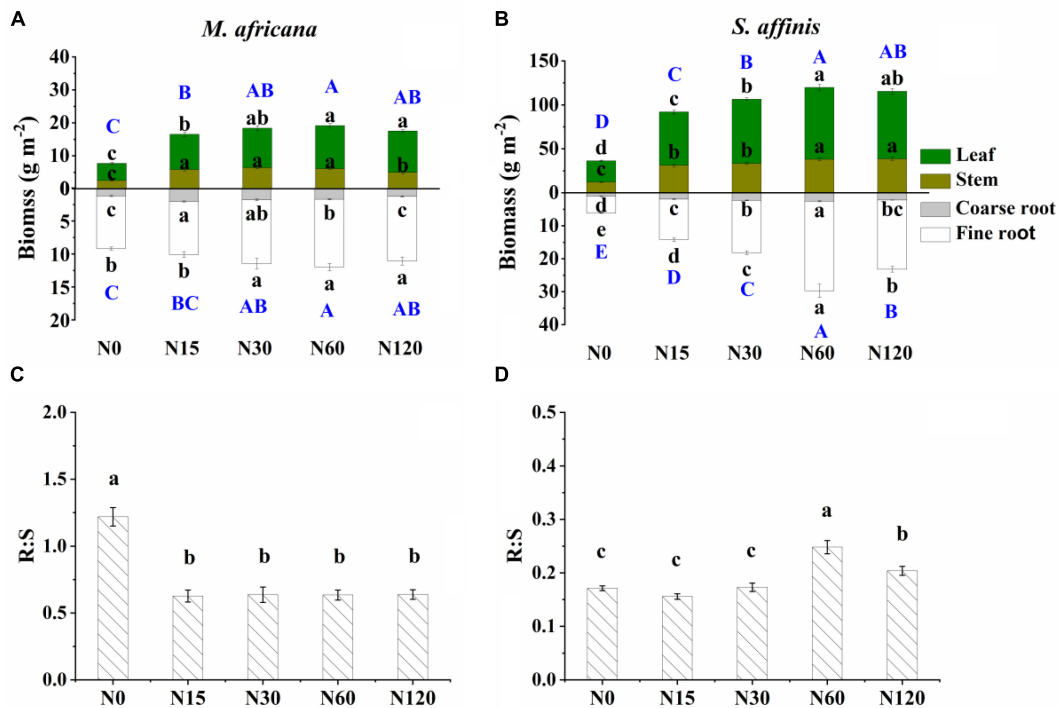 A
M. africana
Biomss (g m-2)
40
30
20
10
0
5
10
15
20
C
B
AB
A
AB
c
b
ab
a
a
c
a
a
a
b
c
a
ab
b
c
b
b
a
a
a
C
BC
AB
A
AB
N0 N15 N30 N60 N120
B
S. affinis
Biomass (g m-2)
150
100
50
0
10
20
30
40
D
C
B
A
AB
d
c
b
a
ab
c
b
b
a
a
d
c
b
a
bc
e
d
c
a
b
E
D
C
A
B
N0 N15 N30 N60 N120
Leaf
Stem
Coarse root
Fine root
C
R:S
2.0
1.5
1.0
0.5
0.0
a
b
b
b
b
N0 N15 N30 N60 N120
D
R:S
0.5
0.4
0.3
0.2
0.1
0.0
c
c
c
a
b
N0 N15 N30 N60 N120